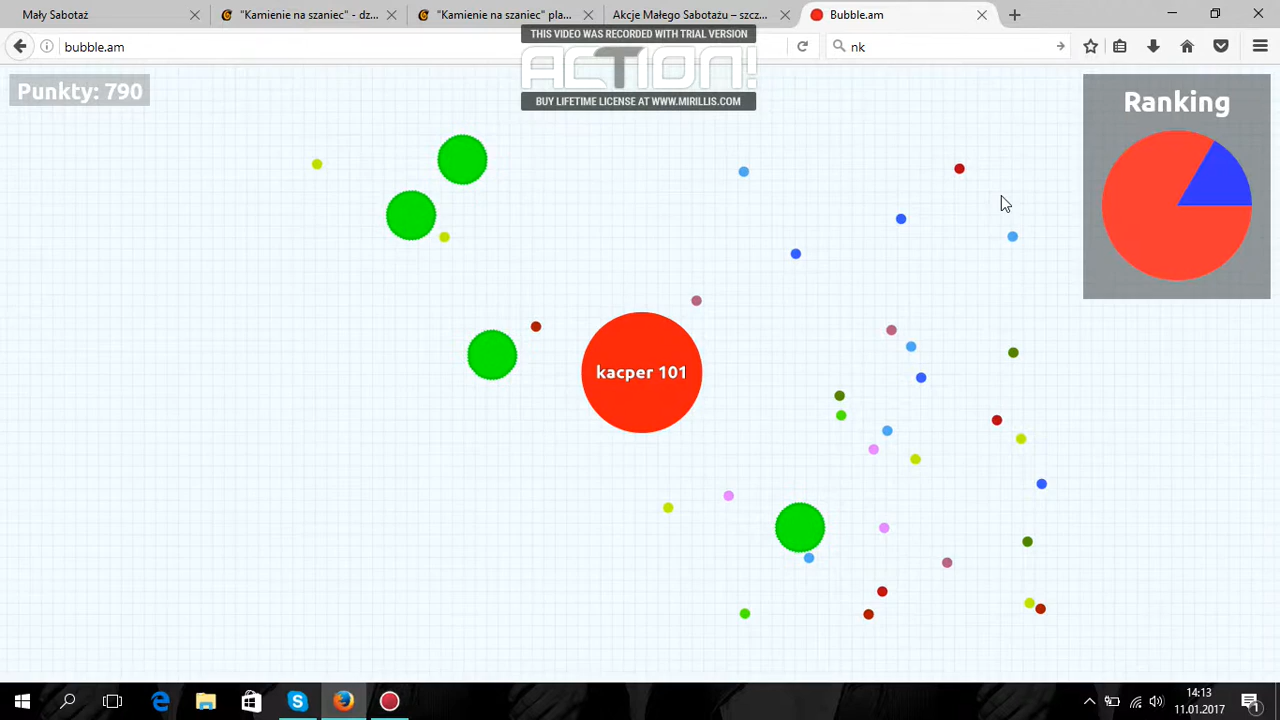 Mały Sabotaż
"Kamienie na szaniec" - dz...
"Kamienie na szaniec" pla...
Akcje Małego Sabotażu – szcz...
Bubble.am
bubble.am
nk
THIS VIDEO WAS RECORDED WITH TRIAL VERSION
ACTION!
BUY LIFETIME LICENSE AT WWW.MIRILLIS.COM
Punkty: 790
Ranking
kacper 101
14:13
11.01.2017
1